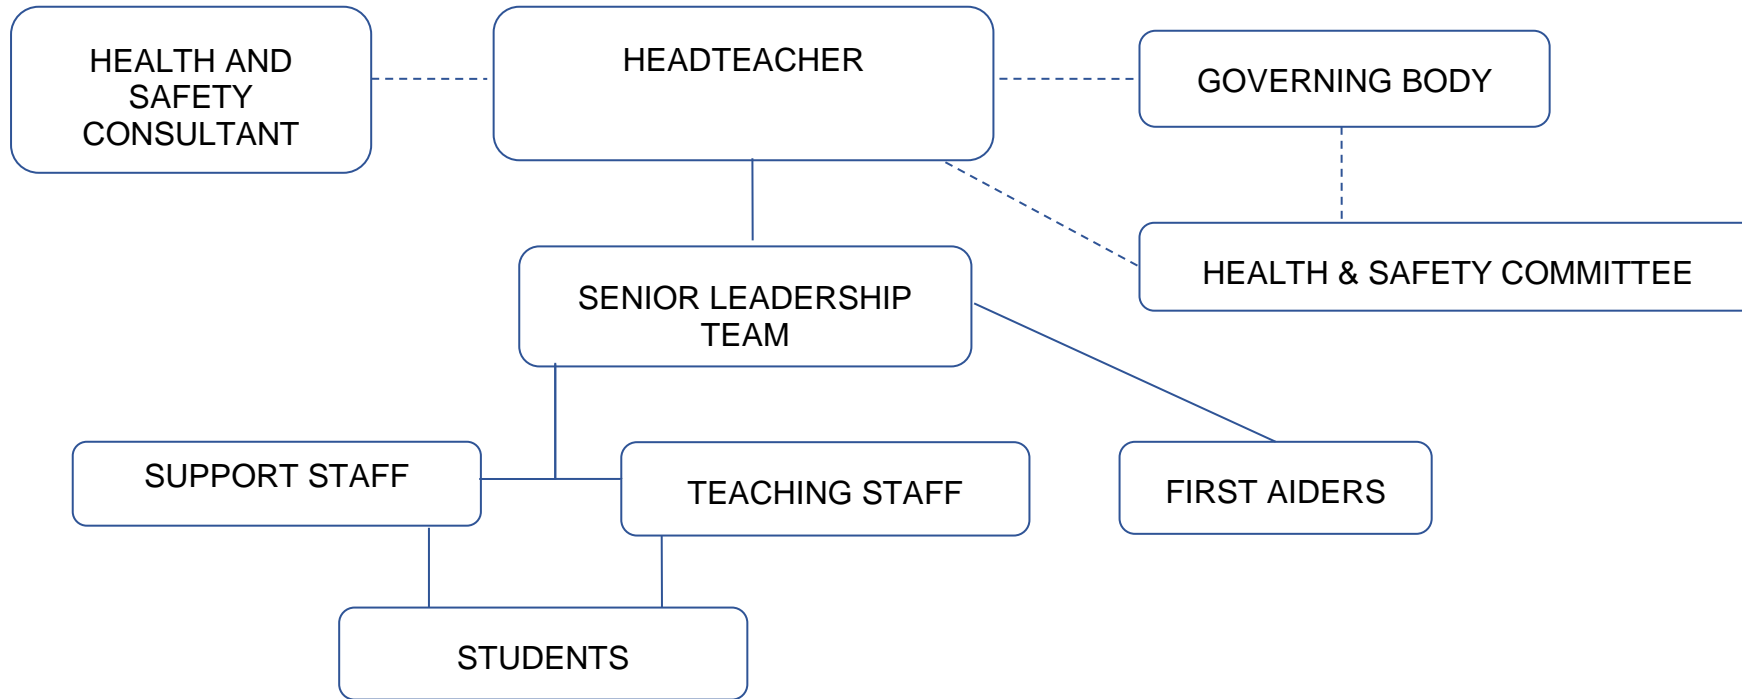 HEALTH AND
SAFETY
CONSULTANT
HEADTEACHER
GOVERNING BODY
HEALTH & SAFETY COMMITTEE
SENIOR LEADERSHIP
TEAM
SUPPORT STAFF
TEACHING STAFF
FIRST AIDERS
STUDENTS